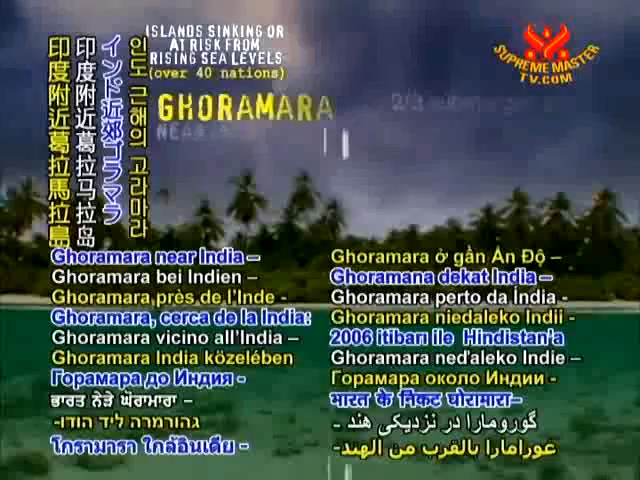 ISLANDS SINKING OR
AT RISK FROM
RISING SEA LEVELS
(over 40 nations)
SUPREME MASTER
TV.COM
GHORAMARA
印度附近葛拉馬拉島
印度附近葛拉马拉岛
インド近郊ゴラマラ
인도 근해의 고라마라
Ghoramara near India –
Ghoramara bei Indien –
Ghoramara près de l'Inde -
Ghoramara, cerca de la India:
Ghoramara vicino all'India –
Ghoramara India közelében
Горамара до Индия -
ਭਾਰਤ ਨੇੜੇ ਘੋਰਾਮਾਰਾ –
גהורמרה ליד הודו-
โกรามารา ใกล้อินเดีย -
Ghoramara ở gần Ấn Độ –
Ghoramana dekat India –
Ghoramara perto da Índia -
Ghoramara niedaleko Indii -
2006 itibarı ile Hindistan'a
Ghoramara neďaleko Indie –
Горамара около Индии -
भारत के निकट घोरामारा–
گورومارا در نزدیکی هند -
غورامارا بالقرب من الهند-